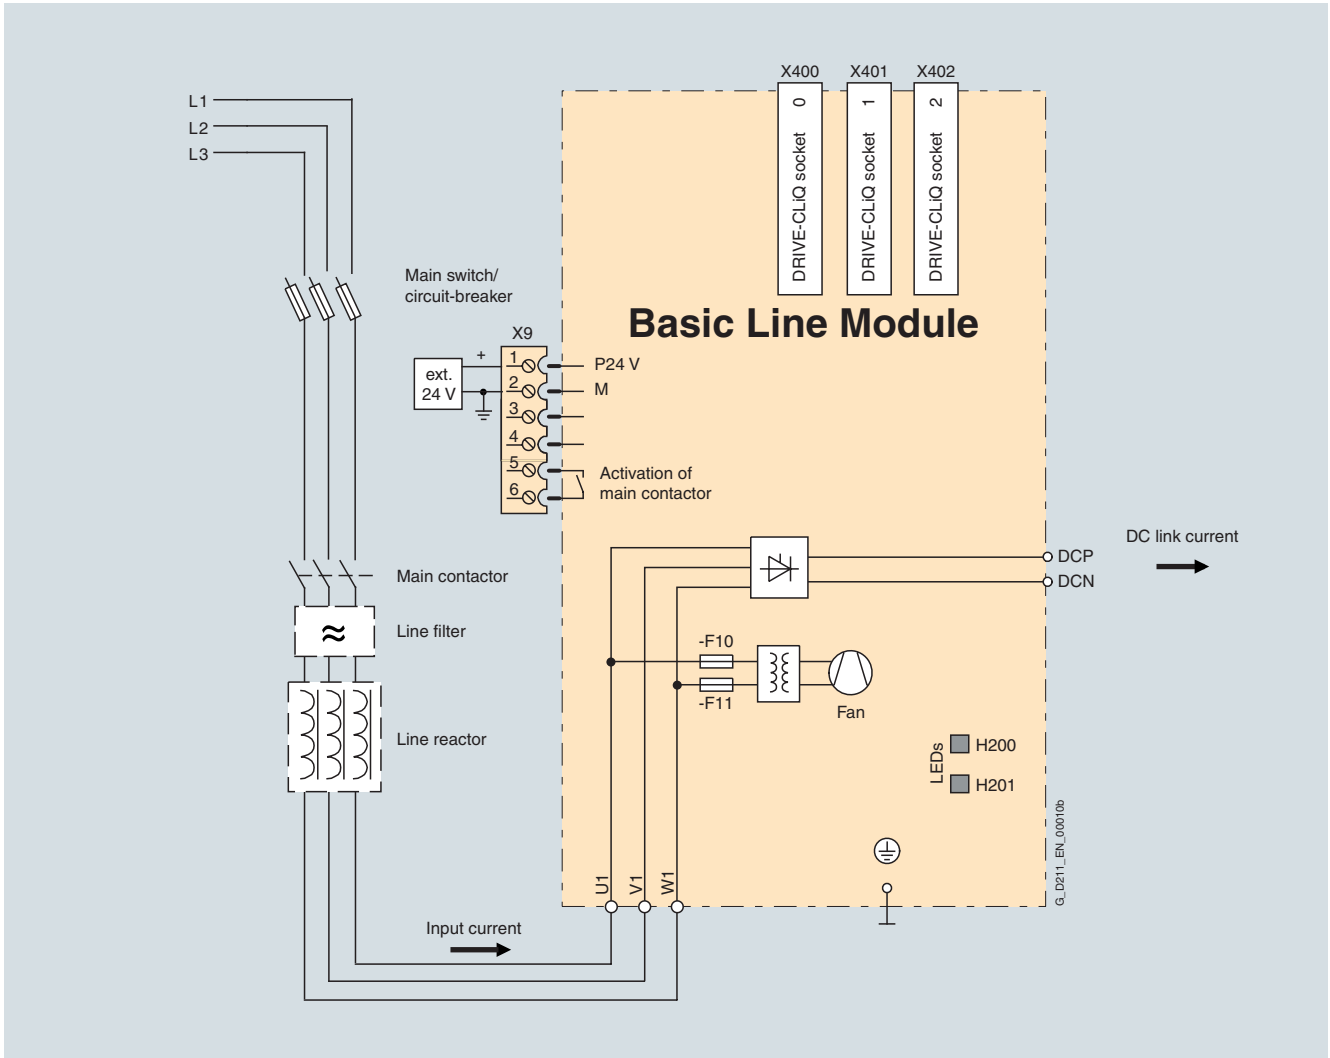 X400 X401 X402
L1
L2
L3
DRIVE-CLiQ socket 0
DRIVE-CLiQ socket 1
DRIVE-CLiQ socket 2
Main switch/
circuit-breaker
Basic Line Module
X9
ext.
24 V
+
1
2
3
4
5
6
P24 V
M
Activation of
main contactor
DC link current
DCP
DCN
Main contactor
≈
Line filter
-F10
-F11
Fan
Line reactor
LEDs
H200
H201
G_D211_EN_00010b
U1
V1
W1
Input current